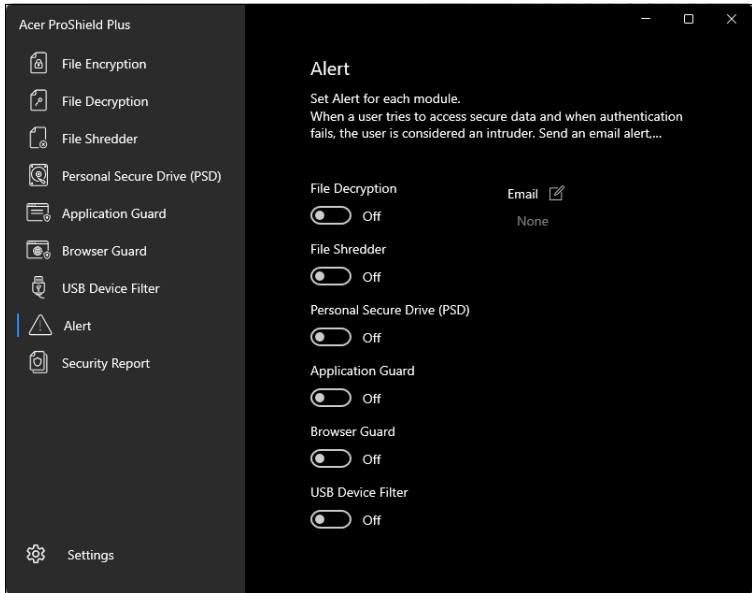 Acer ProShield Plus
File Encryption
File Decryption
File Shredder
Personal Secure Drive (PSD)
Application Guard
Browser Guard
USB Device Filter
Alert
Security Report
Settings
Alert
Set Alert for each module.
When a user tries to access secure data and when authentication
fails, the user is considered an intruder. Send an email alert,...
File Decryption
Off
Email
None
File Shredder
Off
Personal Secure Drive (PSD)
Off
Application Guard
Off
Browser Guard
Off
USB Device Filter
Off